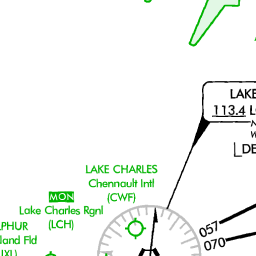 LAKE
113.4 L
DE
LAKE CHARLES
Chennault Intl
(CWF)
MON
Lake Charles Rgnl
(LCH)
PHUR
land Fld
UXL)
057
070